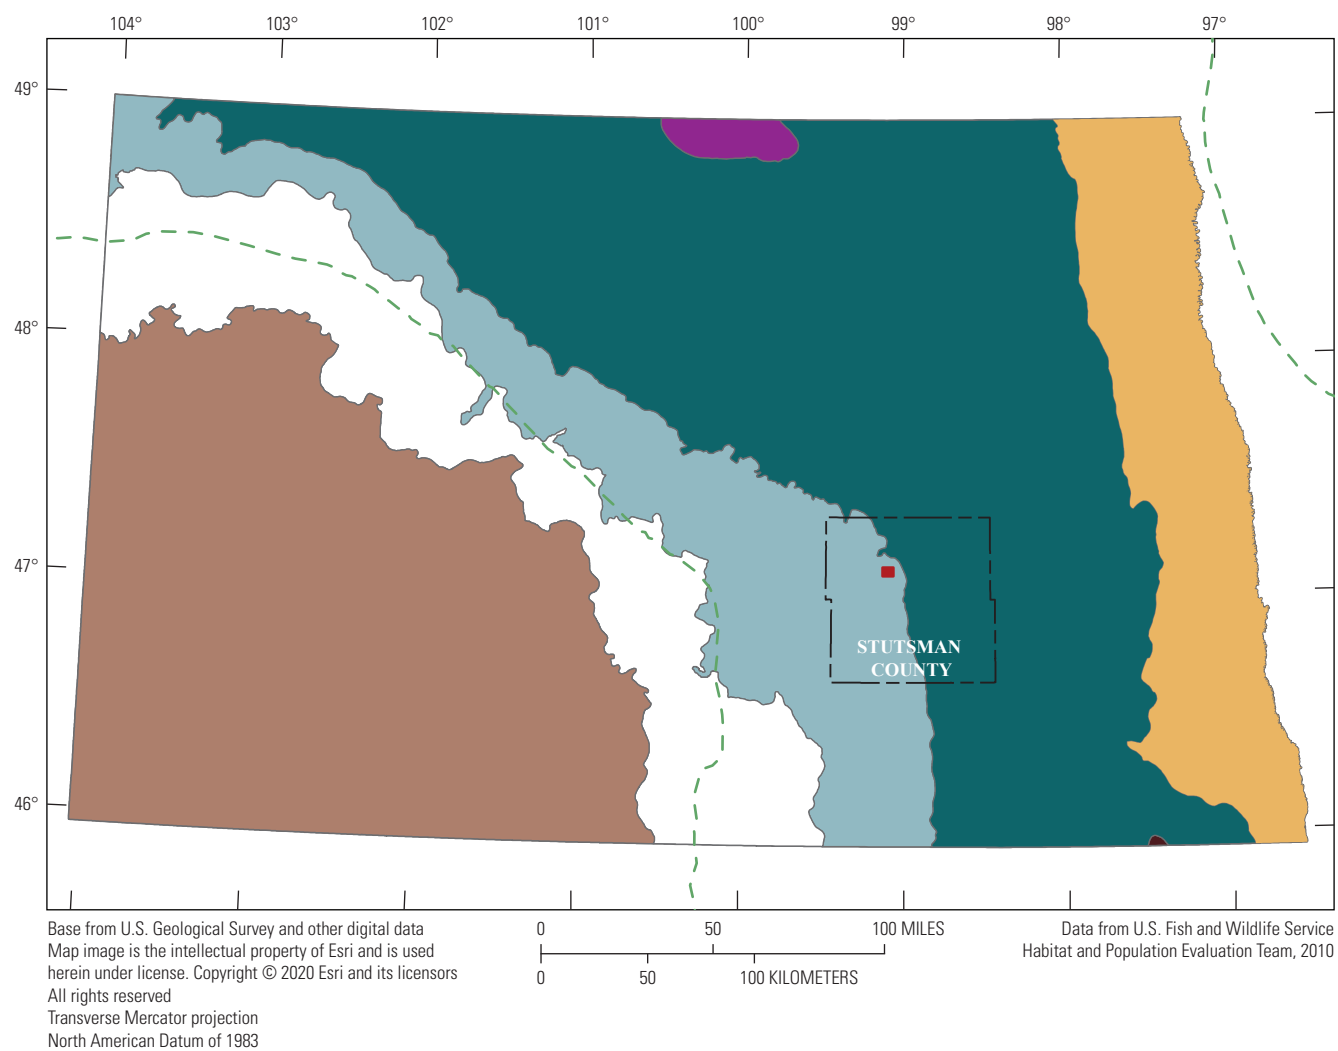 104° 103° 102° 101° 100° 99° 98° 97°
49°
48°
47°
46°
STUTSMAN
COUNTY
Base from U.S. Geological Survey and other digital data
Map image is the intellectual property of Esri and is used
herein under license. Copyright © 2020 Esri and its licensors
All rights reserved
Transverse Mercator projection
North American Datum of 1983
0 50 100 MILES
0 50 100 KILOMETERS
Data from U.S. Fish and Wildlife Service
Habitat and Population Evaluation Team, 2010